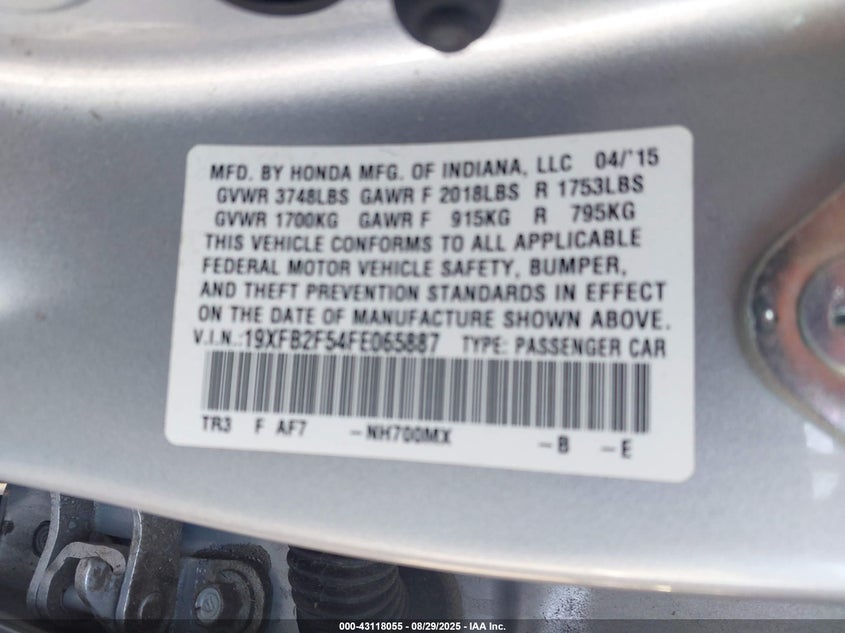 MFD. BY HONDA MFG. OF INDIANA, LLC 04/'15
GVWR 3748LBS GAWR F 2018LBS R 1753LBS
GVWR 1700KG GAWR F 915KG R 795KG
THIS VEHICLE CONFORMS TO ALL APPLICABLE
FEDERAL MOTOR VEHICLE SAFETY, BUMPER,
AND THEFT PREVENTION STANDARDS IN EFFECT
ON THE DATE OF MANUFACTURE SHOWN ABOVE.
V.I.N.:19XFB2F54FE065887 TYPE: PASSENGER CAR
TR3 F AF7 -NH700MX -B -E
000-43118055 - 08/29/2025 - IAA Inc.